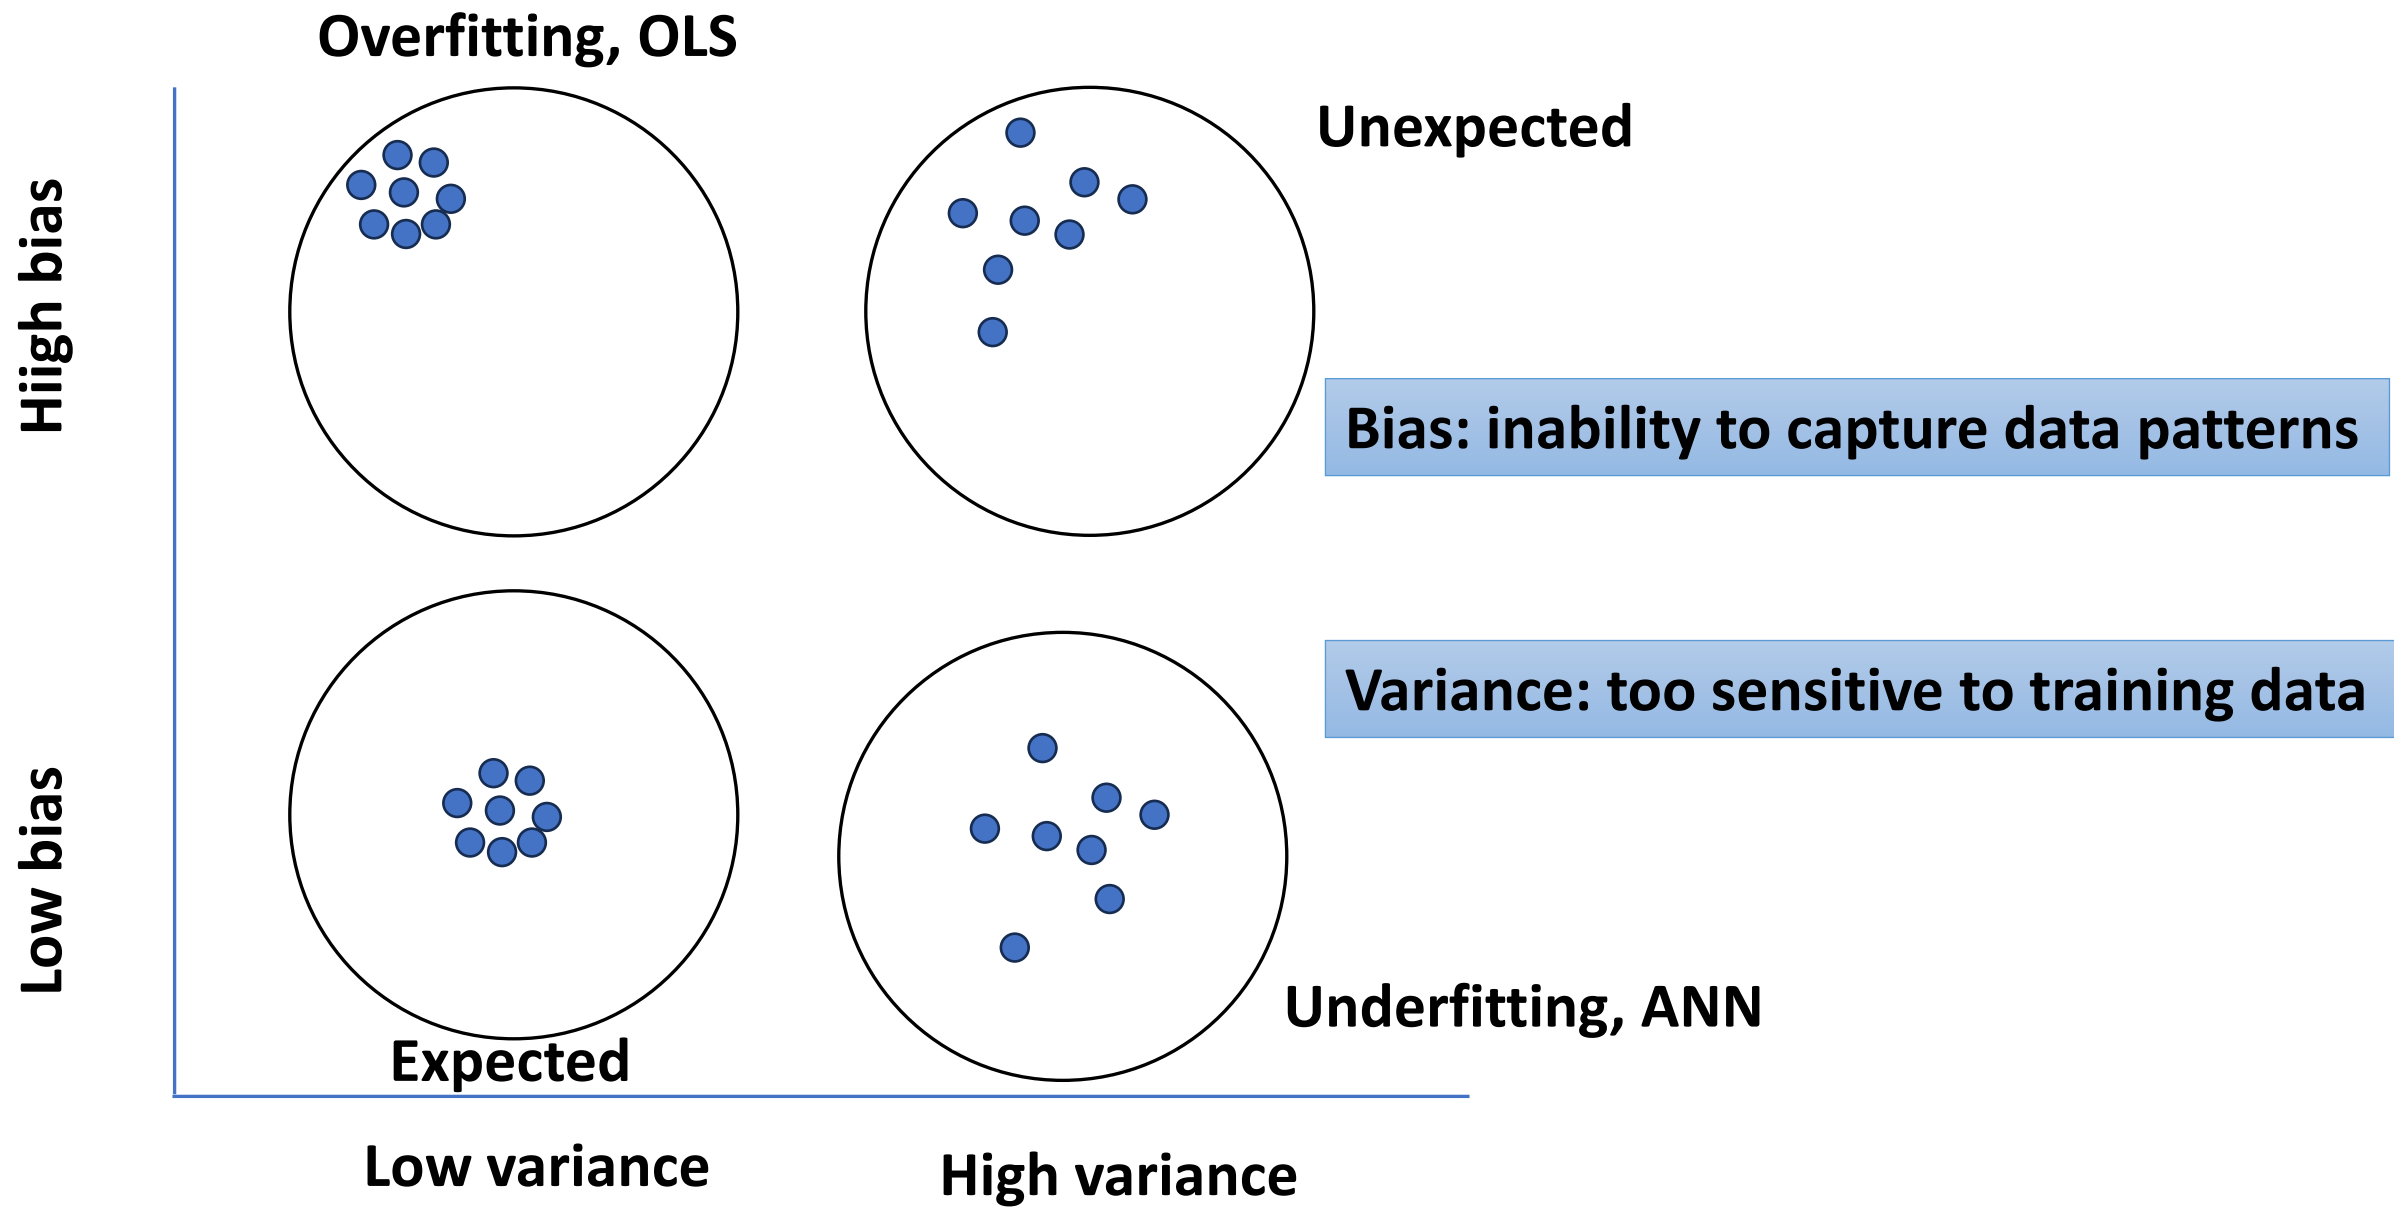 Overfitting, OLS
Unexpected
Hiigh bias
Bias: inability to capture data patterns
Variance: too sensitive to training data
Low bias
Underfitting, ANN
Expected
Low variance
High variance